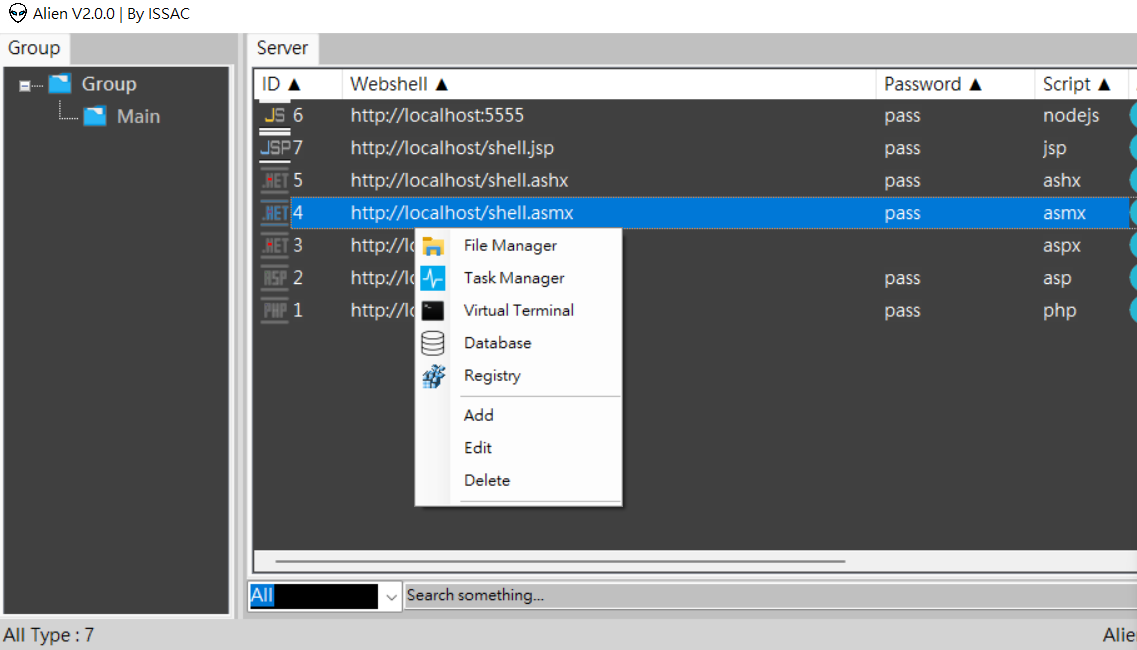 Alien V2.0.0 | By ISSAC
Group
Server
Group
Main
ID ▲ Webshell ▲ Password ▲ Script ▲
JS 6 http://localhost:5555 pass nodejs
JSP 7 http://localhost/shell.jsp pass jsp
.NET 5 http://localhost/shell.ashx pass ashx
.NET 4 http://localhost/shell.asmx pass asmx
.NET 3 http://lo aspx
ASP 2 http://lo pass asp
PHP 1 http://lo pass php
File Manager
Task Manager
Virtual Terminal
Database
Registry
Add
Edit
Delete
All
Search something...
All Type : 7
Alie